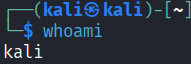 ┌──(kali㉿kali)-[~]
└─$ whoami
kali